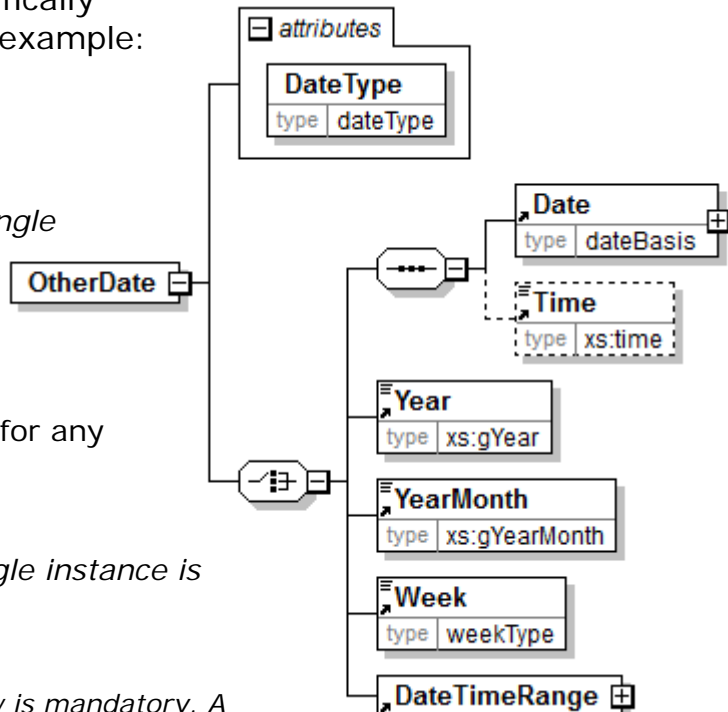 ically
example:
ngle
for any
gle instance is
y is mandatory. A
attributes
DateType
type dateType
OtherDate
Date
type dateBasis
Time
type xs:time
Year
type xs:gYear
YearMonth
type xs:gYearMonth
Week
type weekType
DateTimeRange